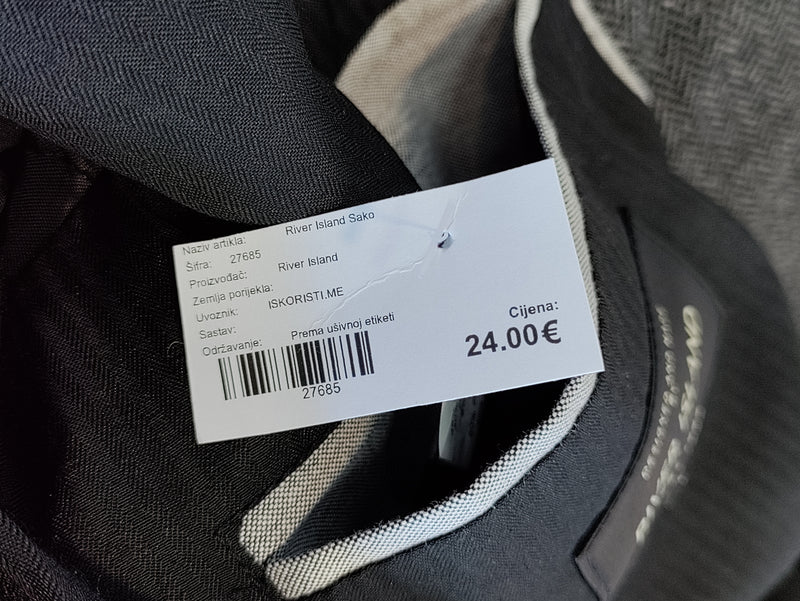 Naziv artikla: River Island Sako
Šifra: 27685
Proizvođač: River Island
Zemlja porijekla:
Uvoznik: ISKORISTI.ME
Sastav:
Održavanje: Prema ušivnoj etiketi
27685
Cijena:
24.00€